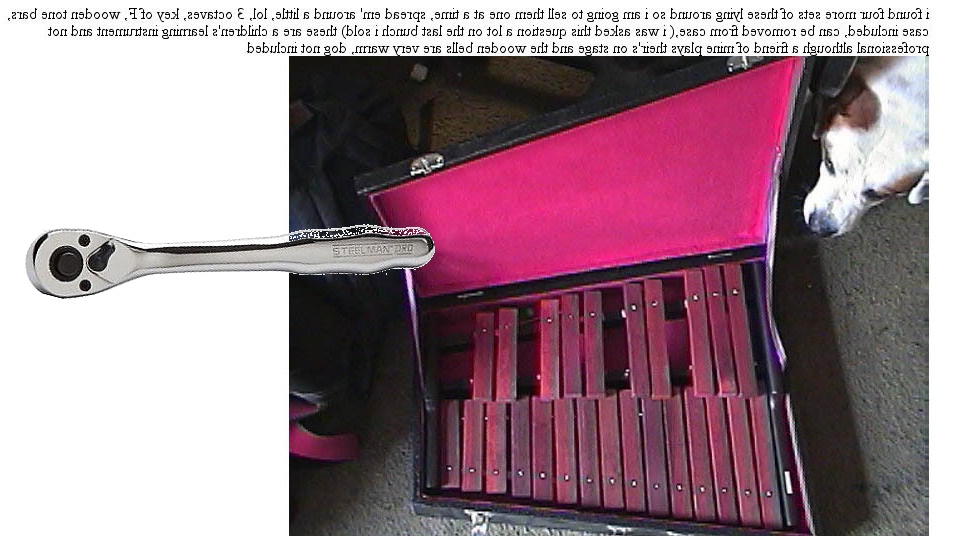 i found four more sets of these lying around so i am going to sell them one at a time, spread em' around a little, lol, 3 octaves, key of F, wooden tone bars,
case included, can be removed from case,( i was asked this question a lot on the last bunch i sold) these are a children's learning instrument and not
professional although a friend of mine plays their's on stage and the wooden bells are very warm, dog not included
STEELMAN PRO